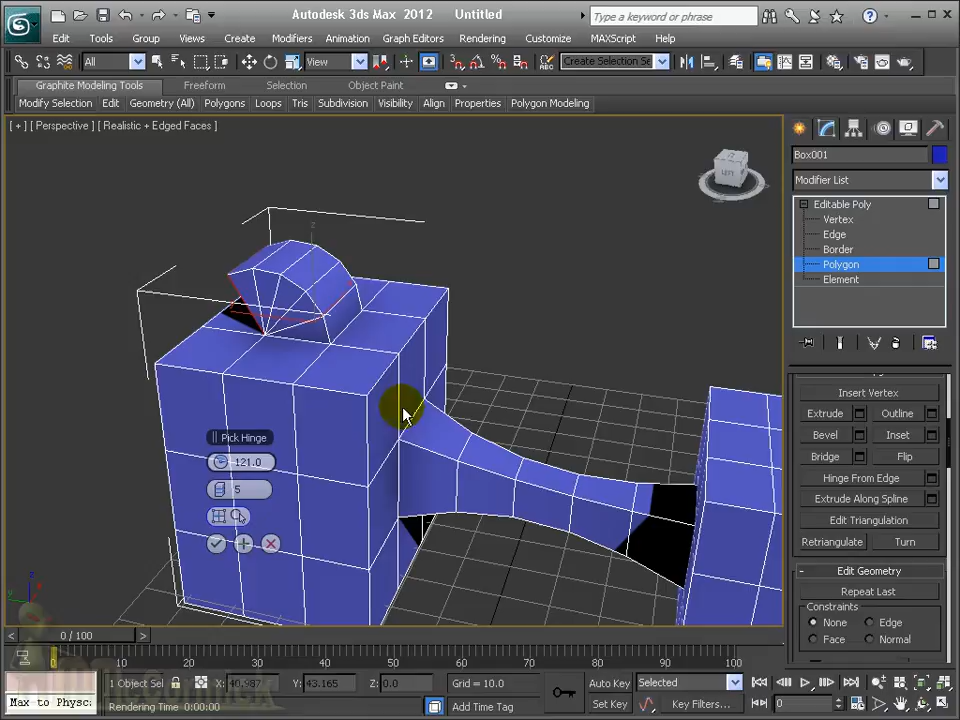 Autodesk 3ds Max 2012 Untitled
Type a keyword or phrase
Edit Tools Group Views Create Modifiers Animation Graph Editors Rendering Customize MAXScript Help
All View Create Selection Se
Graphite Modeling Tools Freeform Selection Object Paint
Modify Selection Edit Geometry (All) Polygons Loops Tris Subdivision Visibility Align Properties Polygon Modeling
[ + ] [ Perspective ] [ Realistic + Edged Faces ]
Box001
Modifier List
Editable Poly
Vertex
Edge
Border
Polygon
Element
Insert Vertex
Extrude Outline
Bevel Inset
Bridge Flip
Hinge From Edge
Extrude Along Spline
Edit Triangulation
Retriangulate Turn
- Edit Geometry
Repeat Last
Constraints
None Edge
Face Normal
z
Pick Hinge
121.0
5
z
x
0 / 100
0 10 20 30 40 50 60 70 80 90 100
1 Object Sel X: 40.987 Y: 43.165 Z: 0.0 Grid = 10.0 Auto Key Selected
Max to Physc: Rendering Time 0:00:00 Add Time Tag Set Key Key Filters... 0